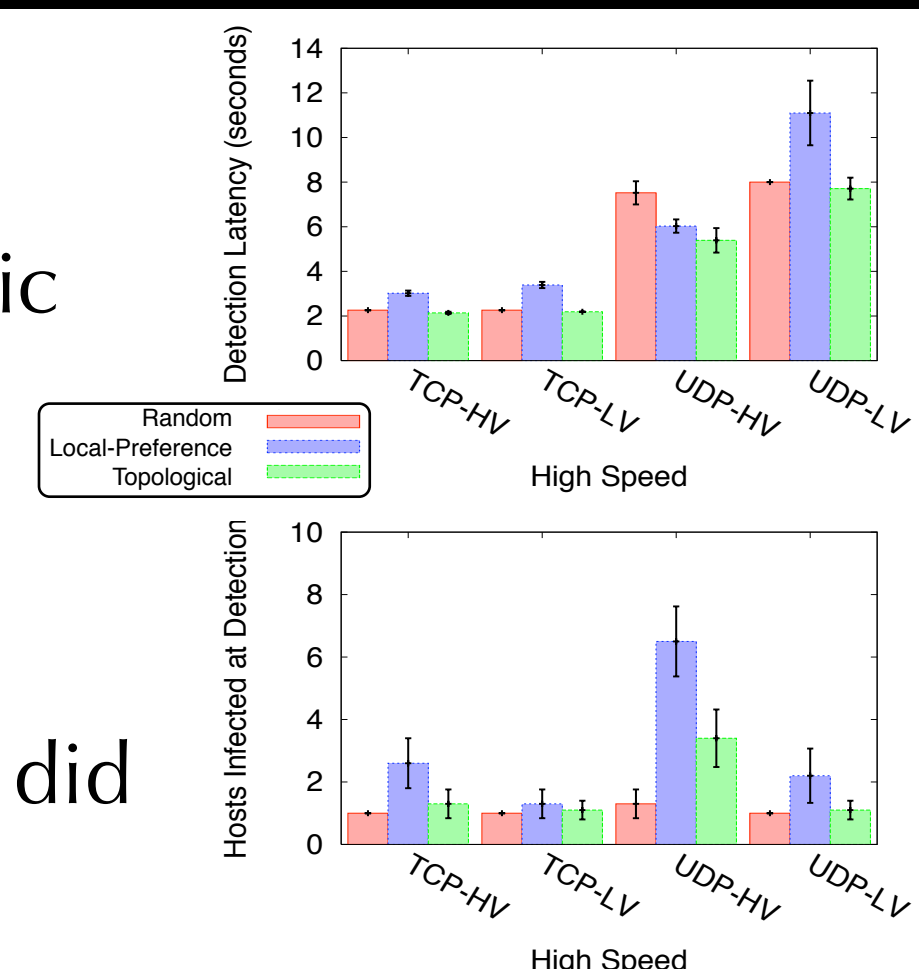 ic
did
Detection Latency (seconds)
14
12
10
8
6
4
2
0
TCP-HV
TCP-LV
UDP-HV
UDP-LV
High Speed
Random
Local-Preference
Topological
Hosts Infected at Detection
10
8
6
4
2
0
TCP-HV
TCP-LV
UDP-HV
UDP-LV
High Speed